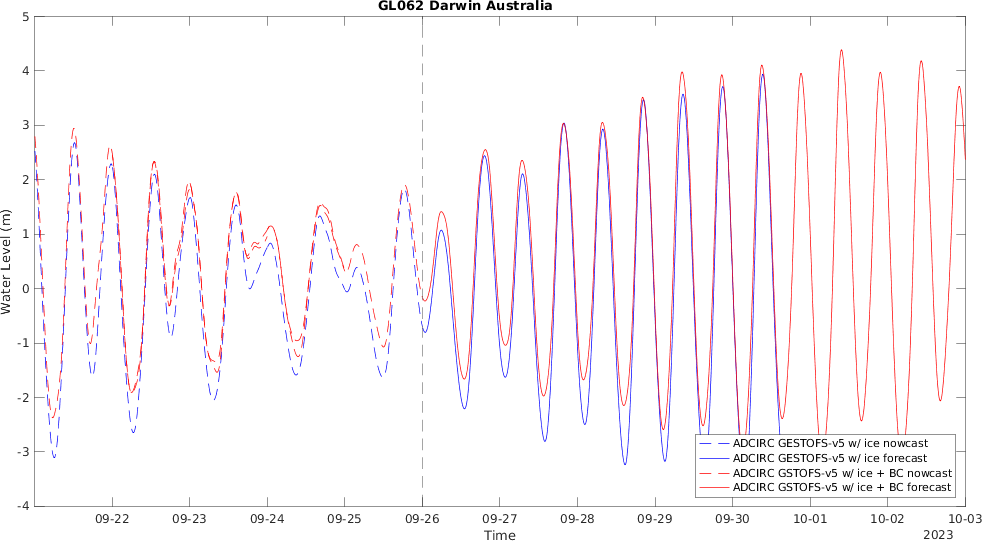 GL062 Darwin Australia
5
4
3
2
1
0
-1
-2
-3
-4
Water Level (m)
ADCIRC GESTOFS-v5 w/ ice nowcast
ADCIRC GESTOFS-v5 w/ ice forecast
ADCIRC GSTOFS-v5 w/ ice + BC nowcast
ADCIRC GSTOFS-v5 w/ ice + BC forecast
09-22 09-23 09-24 09-25 09-26 09-27 09-28 09-29 09-30 10-01 10-02 10-03
Time
2023